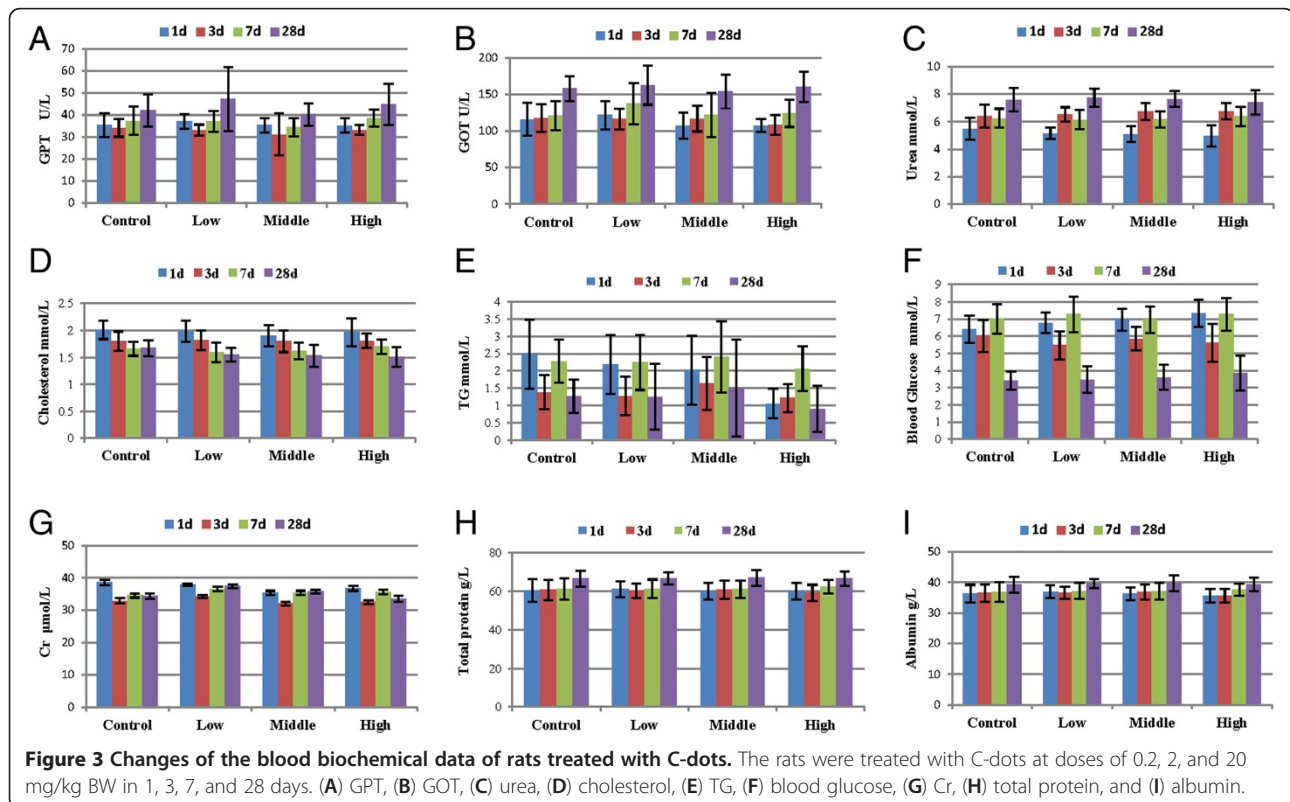 A
1d 3d 7d 28d
GPT U/L
70
60
50
40
30
20
10
0
Control Low Middle High
B
1d 3d 7d 28d
GOT U/L
200
150
100
50
0
Control Low Middle High
C
1d 3d 7d 28d
Urea mmol/L
10
8
6
4
2
0
Control Low Middle High
D
1d 3d 7d 28d
Cholesterol mmol/L
2.5
2
1.5
1
0.5
0
Control Low Middle High
E
1d 3d 7d 28d
TG mmol/L
4
3.5
3
2.5
2
1.5
1
0.5
0
Control Low Middle High
F
1d 3d 7d 28d
Blood Glucose mmol/L
9
8
7
6
5
4
3
2
1
0
Control Low Middle High
G
1d 3d 7d 28d
Cr μmol/L
50
40
30
20
10
0
Control Low Middle High
H
1d 3d 7d 28d
Total protein g/L
80
60
40
20
0
Control Low Middle High
I
1d 3d 7d 28d
Albumin g/L
50
40
30
20
10
0
Control Low Middle High
Figure 3 Changes of the blood biochemical data of rats treated with C-dots. The rats were treated with C-dots at doses of 0.2, 2, and 20
mg/kg BW in 1, 3, 7, and 28 days. (A) GPT, (B) GOT, (C) urea, (D) cholesterol, (E) TG, (F) blood glucose, (G) Cr, (H) total protein, and (I) albumin.